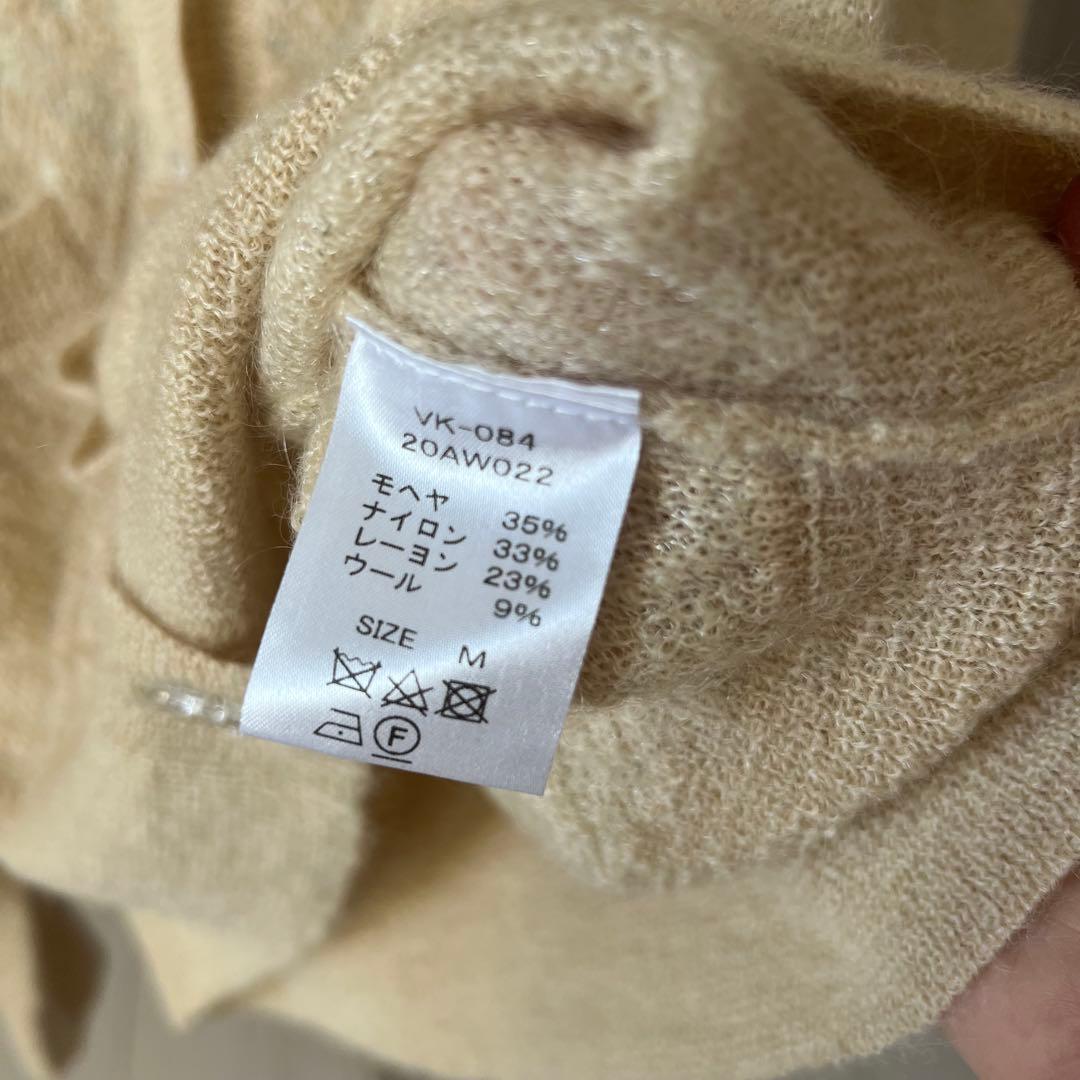 VK-084
20AW022
モヘヤ 35%
ナイロン 33%
レーヨン 23%
ウール 9%
SIZE M
F